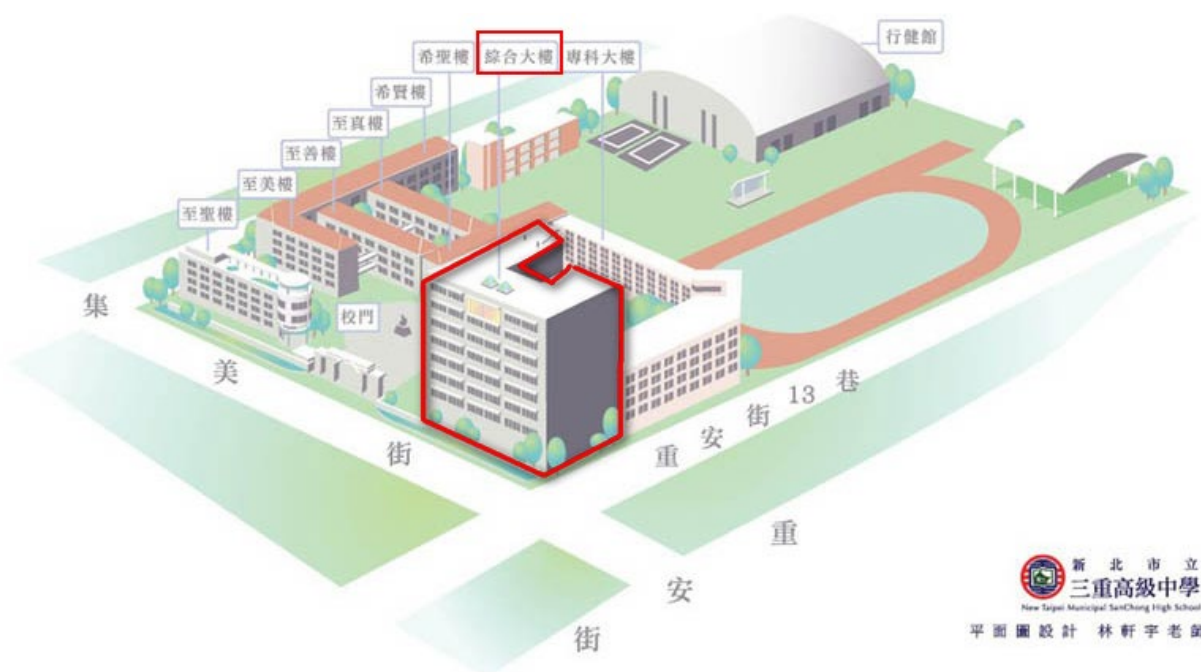 行健館
希聖樓
綜合大樓
專科大樓
希賢樓
至真樓
至善樓
至美樓
至聖樓
校門
集美街
重安街13巷
重安街
新北市立
三重高級中學
New Taipei Municipal SanChong High School
平面圖設計 林軒宇老師